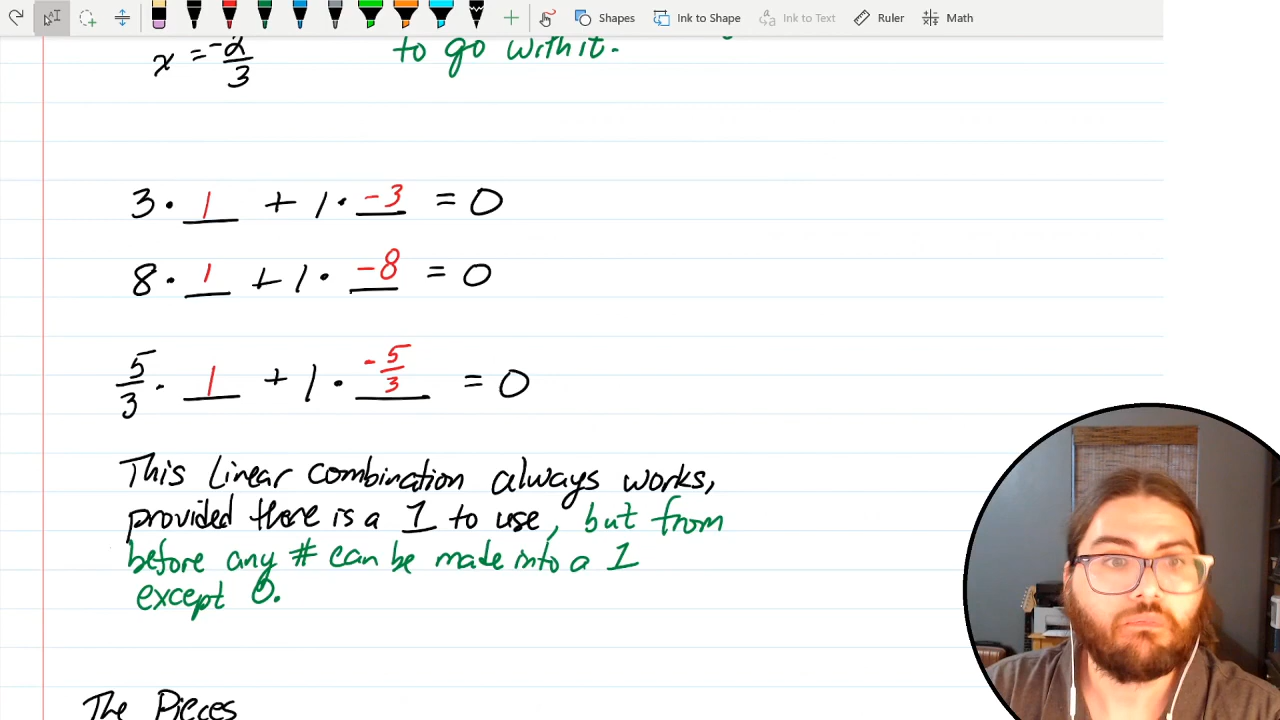 Shapes Ink to Shape Ink to Text Ruler Math
x = -2/3 to go with it.
3 · 1 + 1 · -3 = 0
8 · 1 + 1 · -8 = 0
5/3 · 1 + 1 · -5/3 = 0
This Linear combination always works,
provided there is a 1 to use, but from
before any # can be made into a 1
except 0.
The Pieces